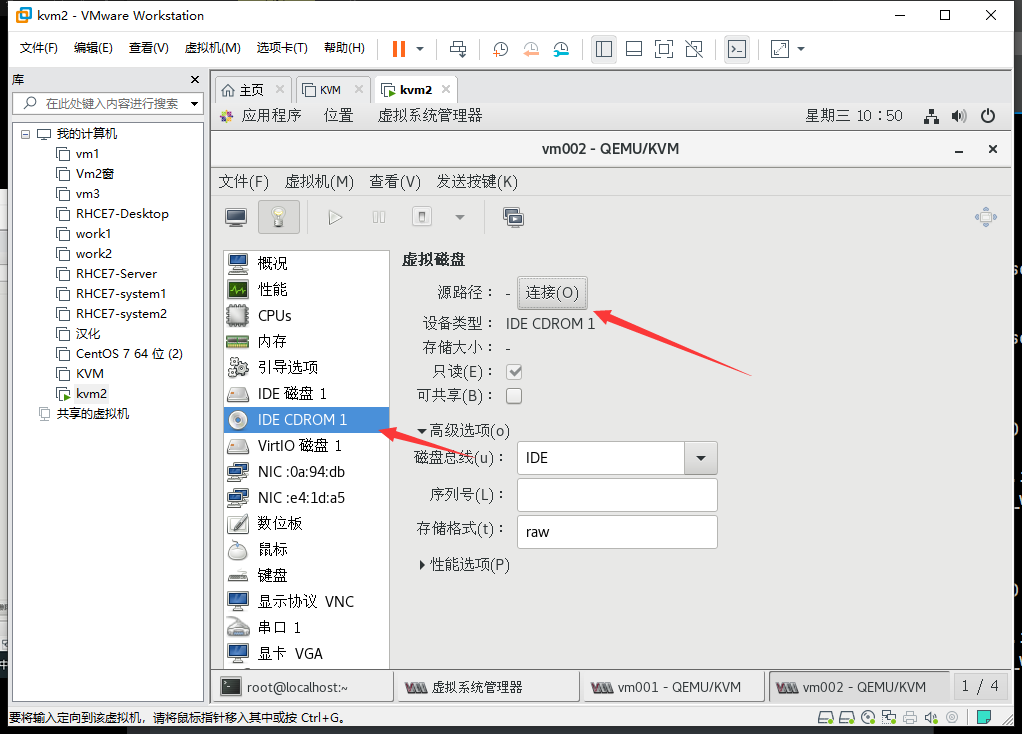 kvm2 - VMware Workstation
文件(F) 编辑(E) 查看(V) 虚拟机(M) 选项卡(T) 帮助(H)
库
在此处键入内容进行搜索
我的计算机
vm1
Vm2窗
vm3
RHCE7-Desktop
work1
work2
RHCE7-Server
RHCE7-system1
RHCE7-system2
汉化
CentOS 7 64 位 (2)
KVM
kvm2
共享的虚拟机
主页 KVM kvm2
应用程序 位置 虚拟系统管理器 星期三 10：50
vm002 - QEMU/KVM
文件(F) 虚拟机(M) 查看(V) 发送按键(K)
概况
性能
CPUs
内存
引导选项
IDE 磁盘 1
IDE CDROM 1
VirtIO 磁盘 1
NIC :0a:94:db
NIC :e4:1d:a5
数位板
鼠标
键盘
显示协议 VNC
串口 1
显卡 VGA
虚拟磁盘
源路径： - 连接(O)
设备类型： IDE CDROM 1
存储大小： -
只读(E)：
可共享(B)：
高级选项(o)
磁盘总线(u)： IDE
序列号(L)：
存储格式(t)： raw
性能选项(P)
root@localhost:~ 虚拟系统管理器 vm001 - QEMU/KVM vm002 - QEMU/KVM 1 / 4
要将输入定向到该虚拟机，请将鼠标指针移入其中或按 Ctrl+G。